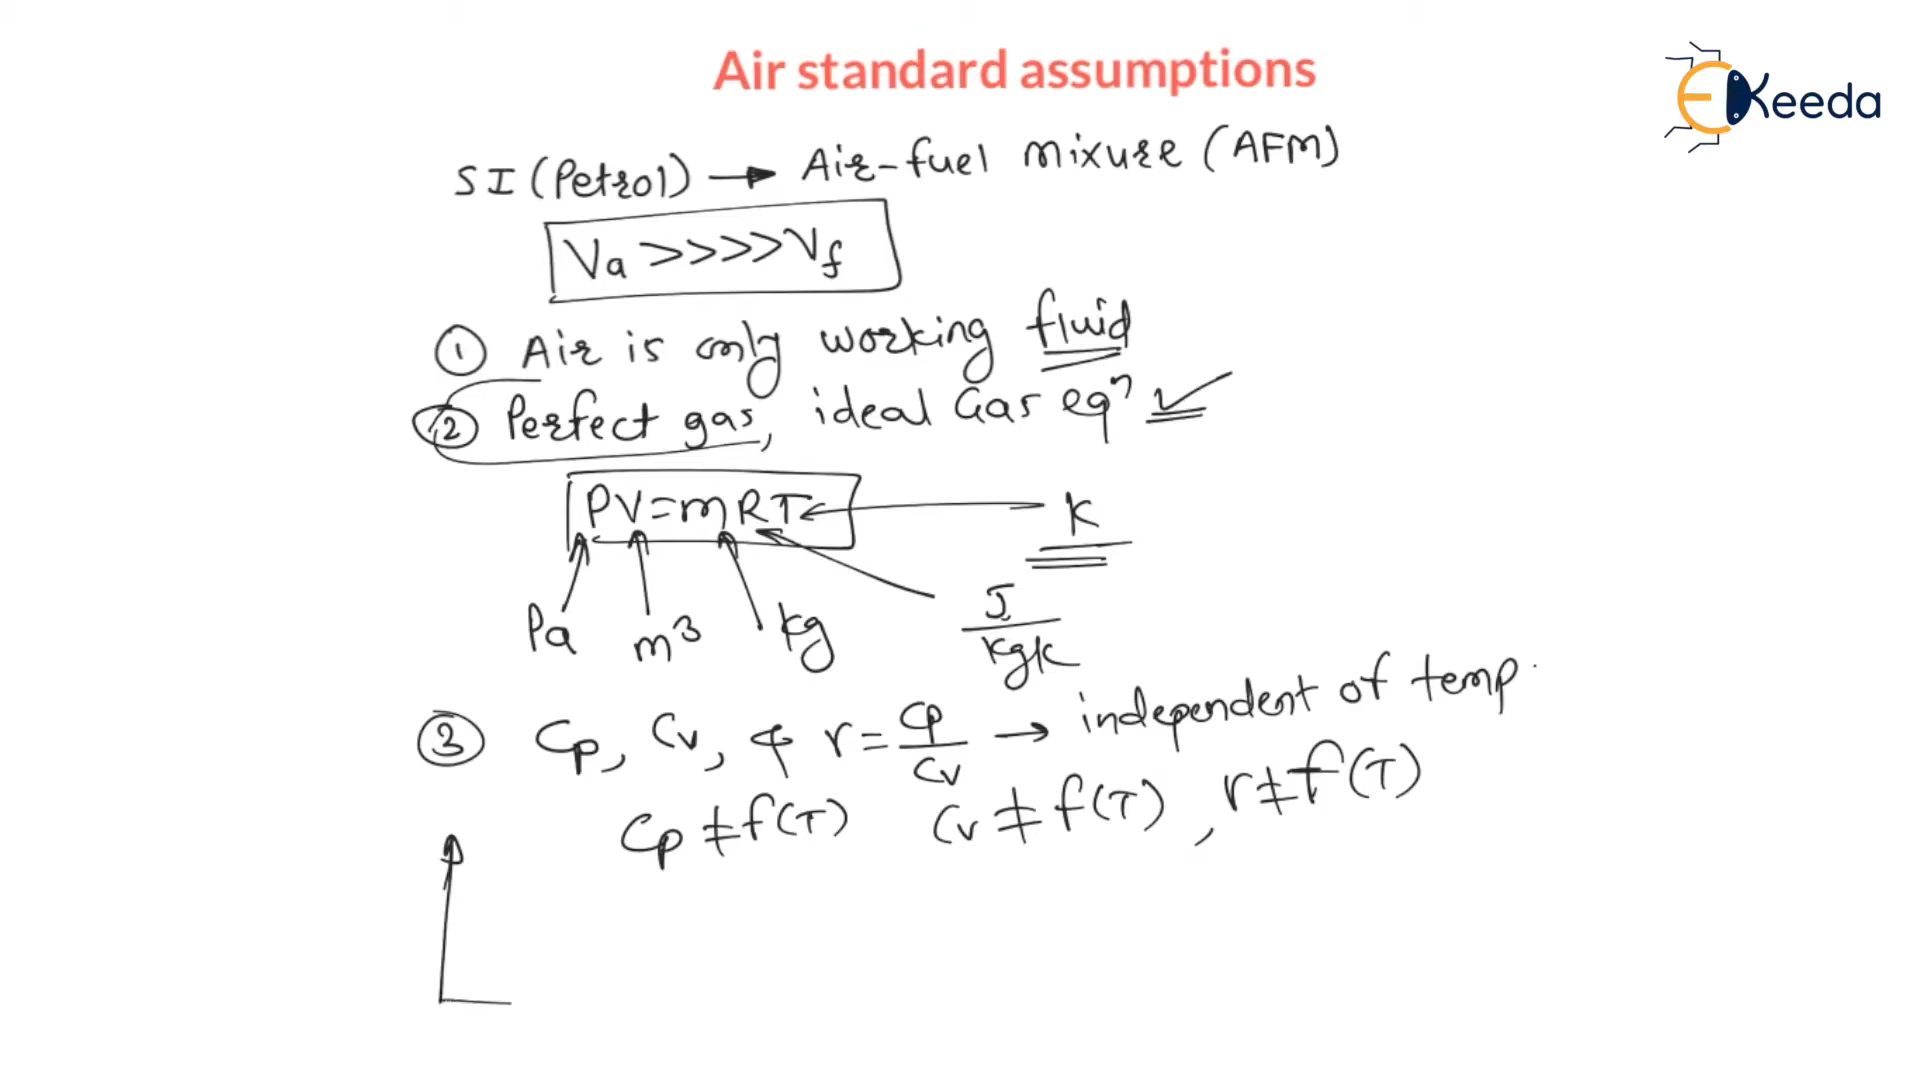 Air standard assumptions
EKeeda
SI (Petrol) → Air-fuel mixure (AFM)
Va >>>> Vf
① Air is only working fluid
② Perfect gas, ideal Gas eqⁿ ✓
PV=mRT ← K
Pa m³ kg J/kgK
③ Cp, Cv, & r = Cp/Cv → independent of temp.
Cp ≠ f(T) Cv ≠ f(T), r ≠ f(T)